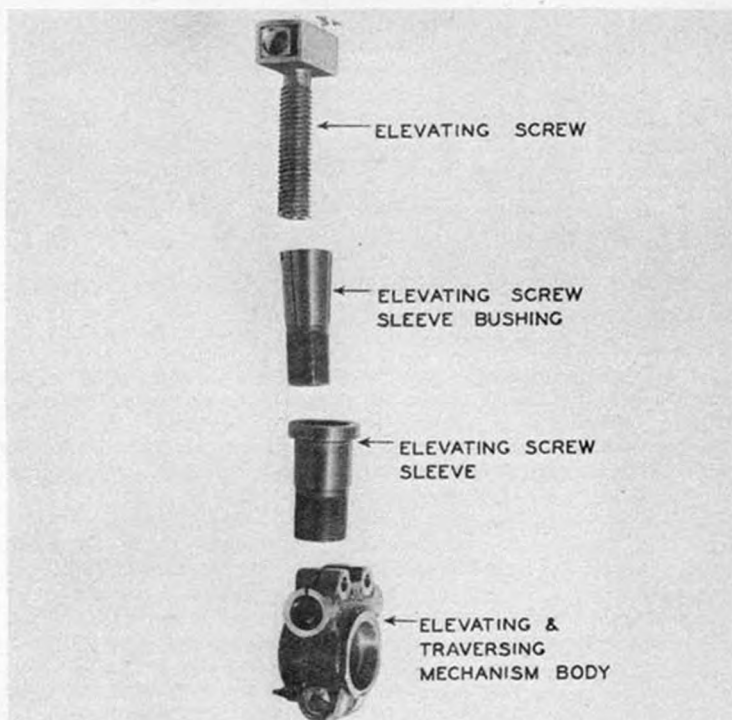 ELEVATING SCREW
ELEVATING SCREW
SLEEVE BUSHING
ELEVATING SCREW
SLEEVE
ELEVATING &
TRAVERSING
MECHANISM BODY